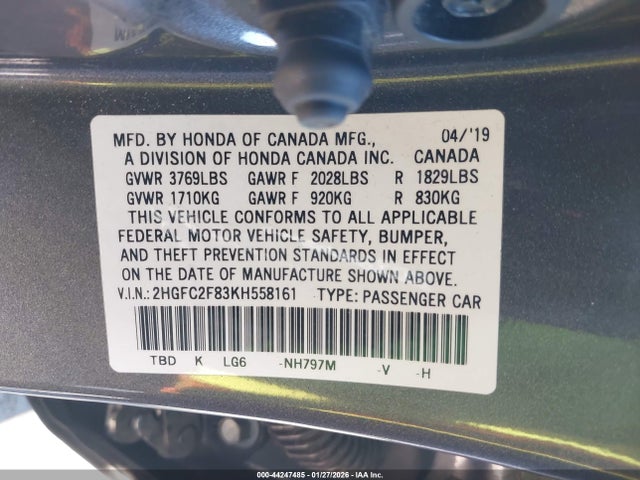 MFD. BY HONDA OF CANADA MFG., 04/'19
A DIVISION OF HONDA CANADA INC. CANADA
GVWR 3769LBS GAWR F 2028LBS R 1829LBS
GVWR 1710KG GAWR F 920KG R 830KG
THIS VEHICLE CONFORMS TO ALL APPLICABLE
FEDERAL MOTOR VEHICLE SAFETY, BUMPER,
AND THEFT PREVENTION STANDARDS IN EFFECT
ON THE DATE OF MANUFACTURE SHOWN ABOVE.
V.I.N.: 2HGFC2F83KH558161 TYPE: PASSENGER CAR
TBD K LG6 -NH797M -V -H
000-44247485 - 01/27/2026 - IAA Inc.